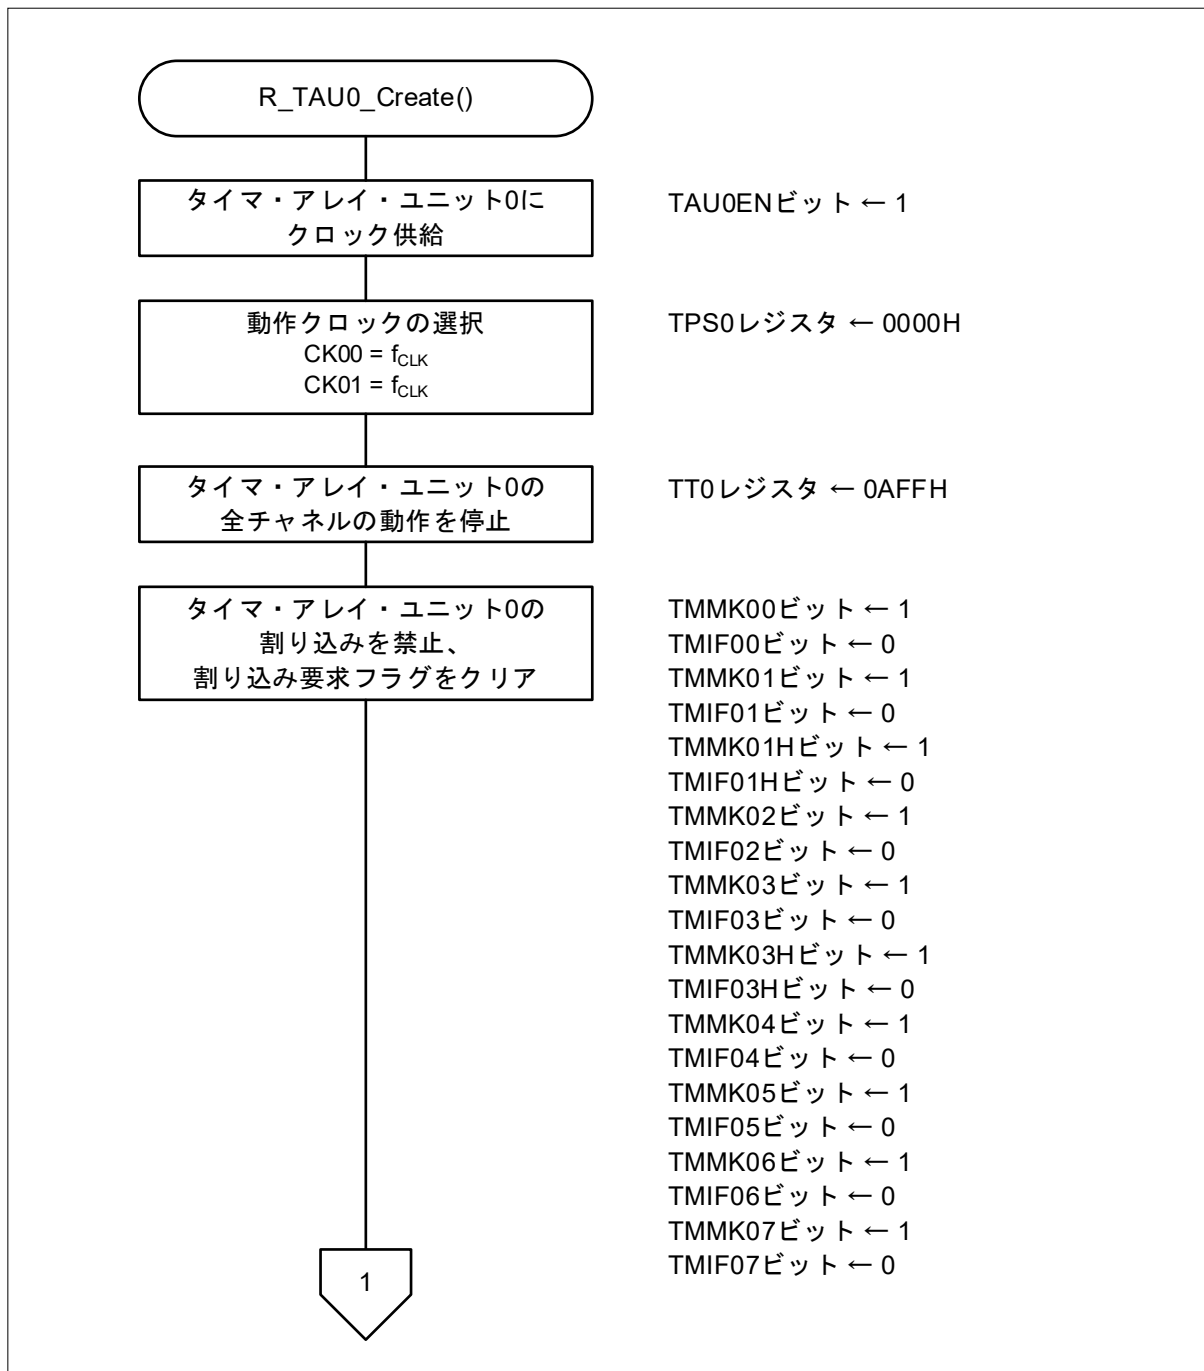 R_TAU0_Create()
タイマ・アレイ・ユニット0に
クロック供給
TAU0ENビット ← 1
動作クロックの選択
CK00 = fCLK
CK01 = fCLK
TPS0レジスタ ← 0000H
タイマ・アレイ・ユニット0の
全チャネルの動作を停止
TT0レジスタ ← 0AFFH
タイマ・アレイ・ユニット0の
割り込みを禁止、
割り込み要求フラグをクリア
TMMK00ビット ← 1
TMIF00ビット ← 0
TMMK01ビット ← 1
TMIF01ビット ← 0
TMMK01Hビット ← 1
TMIF01Hビット ← 0
TMMK02ビット ← 1
TMIF02ビット ← 0
TMMK03ビット ← 1
TMIF03ビット ← 0
TMMK03Hビット ← 1
TMIF03Hビット ← 0
TMMK04ビット ← 1
TMIF04ビット ← 0
TMMK05ビット ← 1
TMIF05ビット ← 0
TMMK06ビット ← 1
TMIF06ビット ← 0
TMMK07ビット ← 1
TMIF07ビット ← 0
1